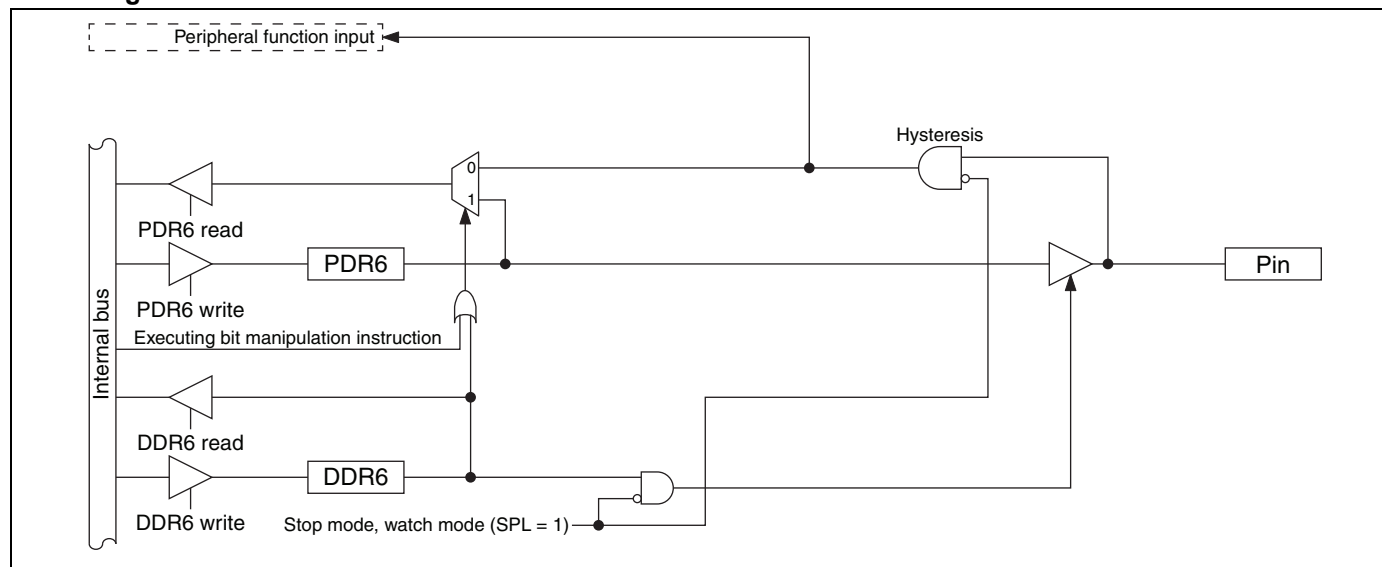 Peripheral function input
Hysteresis
0
1
PDR6 read
PDR6
Pin
PDR6 write
Executing bit manipulation instruction
Internal bus
DDR6 read
DDR6
DDR6 write
Stop mode, watch mode (SPL = 1)